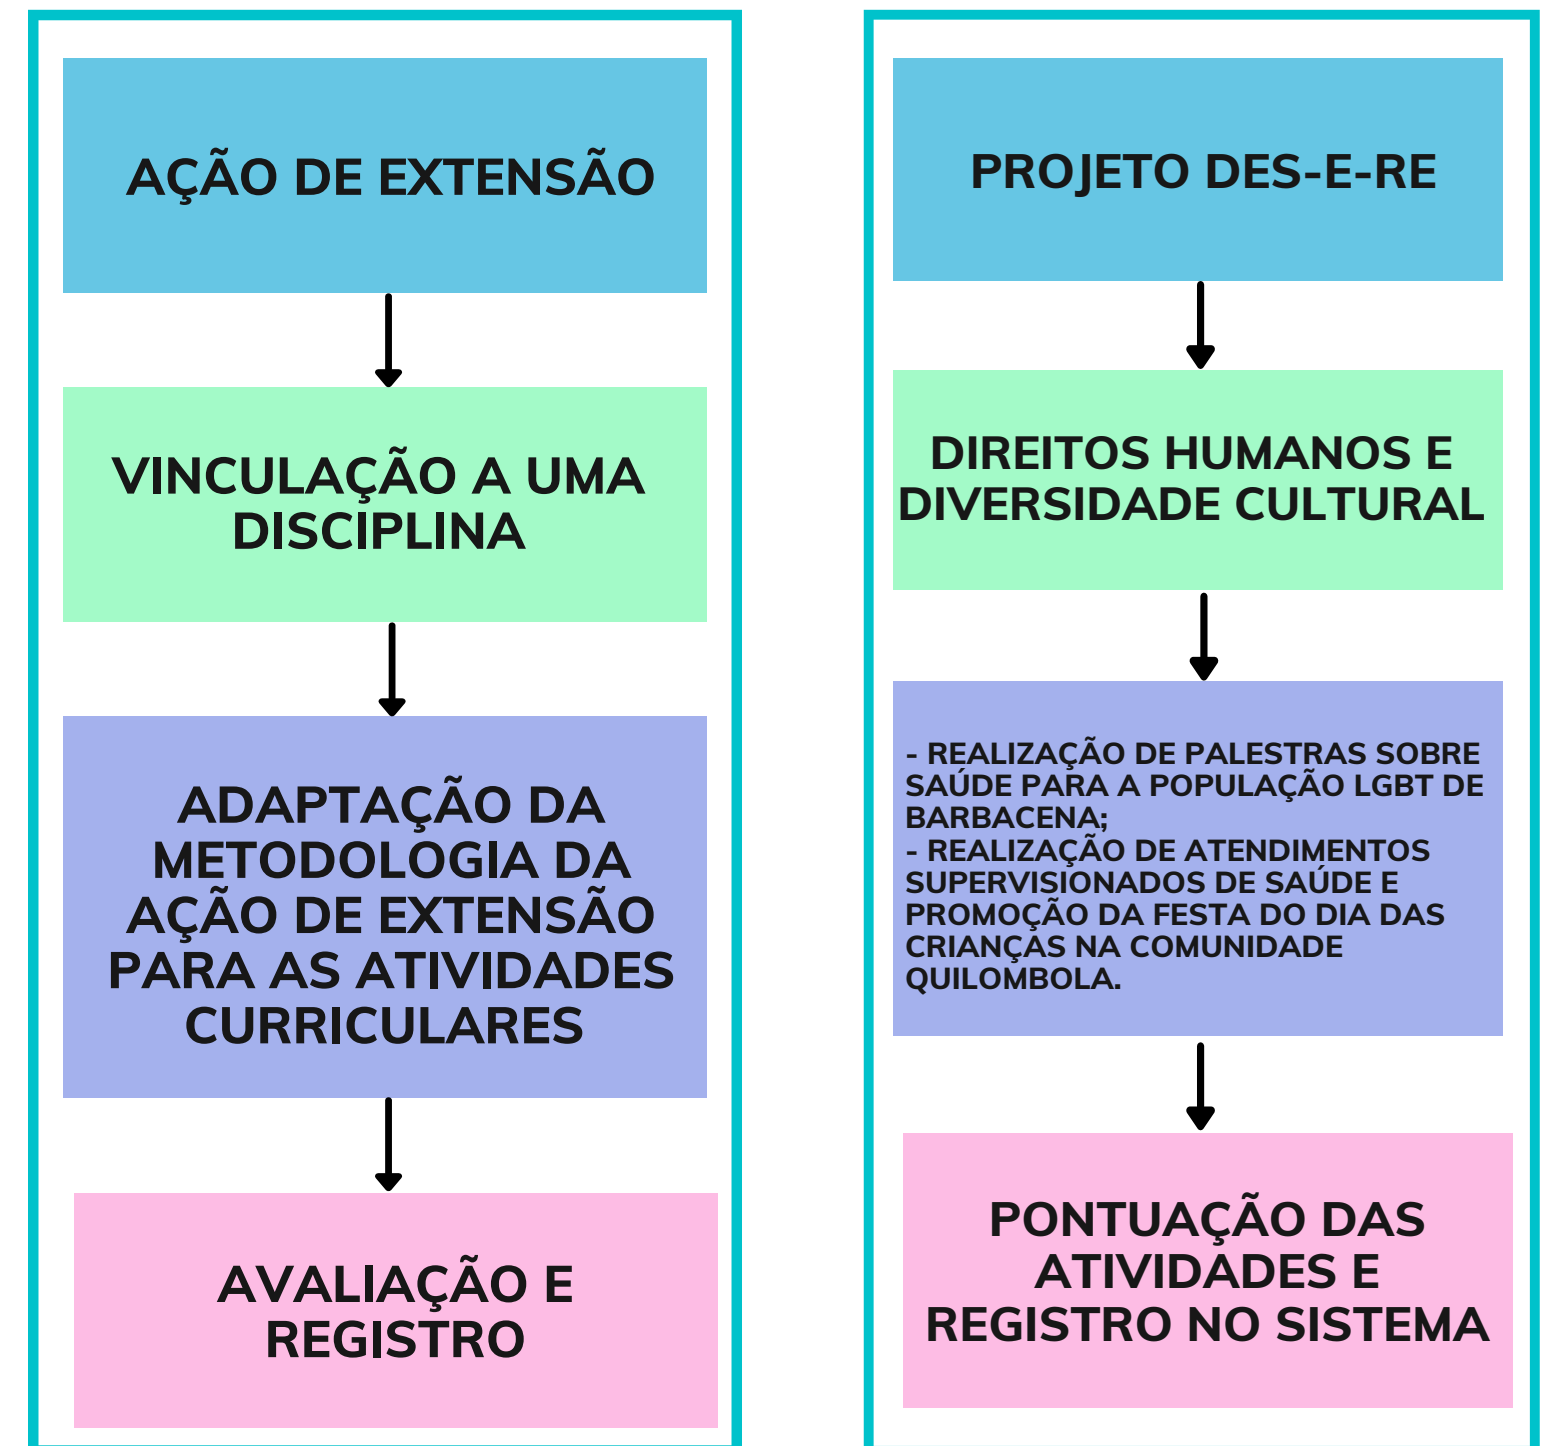 AÇÃO DE EXTENSÃO
VINCULAÇÃO A UMA
DISCIPLINA
ADAPTAÇÃO DA
METODOLOGIA DA
AÇÃO DE EXTENSÃO
PARA AS ATIVIDADES
CURRICULARES
AVALIAÇÃO E
REGISTRO
PROJETO DES-E-RE
DIREITOS HUMANOS E
DIVERSIDADE CULTURAL
- REALIZAÇÃO DE PALESTRAS SOBRE
SAÚDE PARA A POPULAÇÃO LGBT DE
BARBACENA;
- REALIZAÇÃO DE ATENDIMENTOS
SUPERVISIONADOS DE SAÚDE E
PROMOÇÃO DA FESTA DO DIA DAS
CRIANÇAS NA COMUNIDADE
QUILOMBOLA.
PONTUAÇÃO DAS
ATIVIDADES E
REGISTRO NO SISTEMA